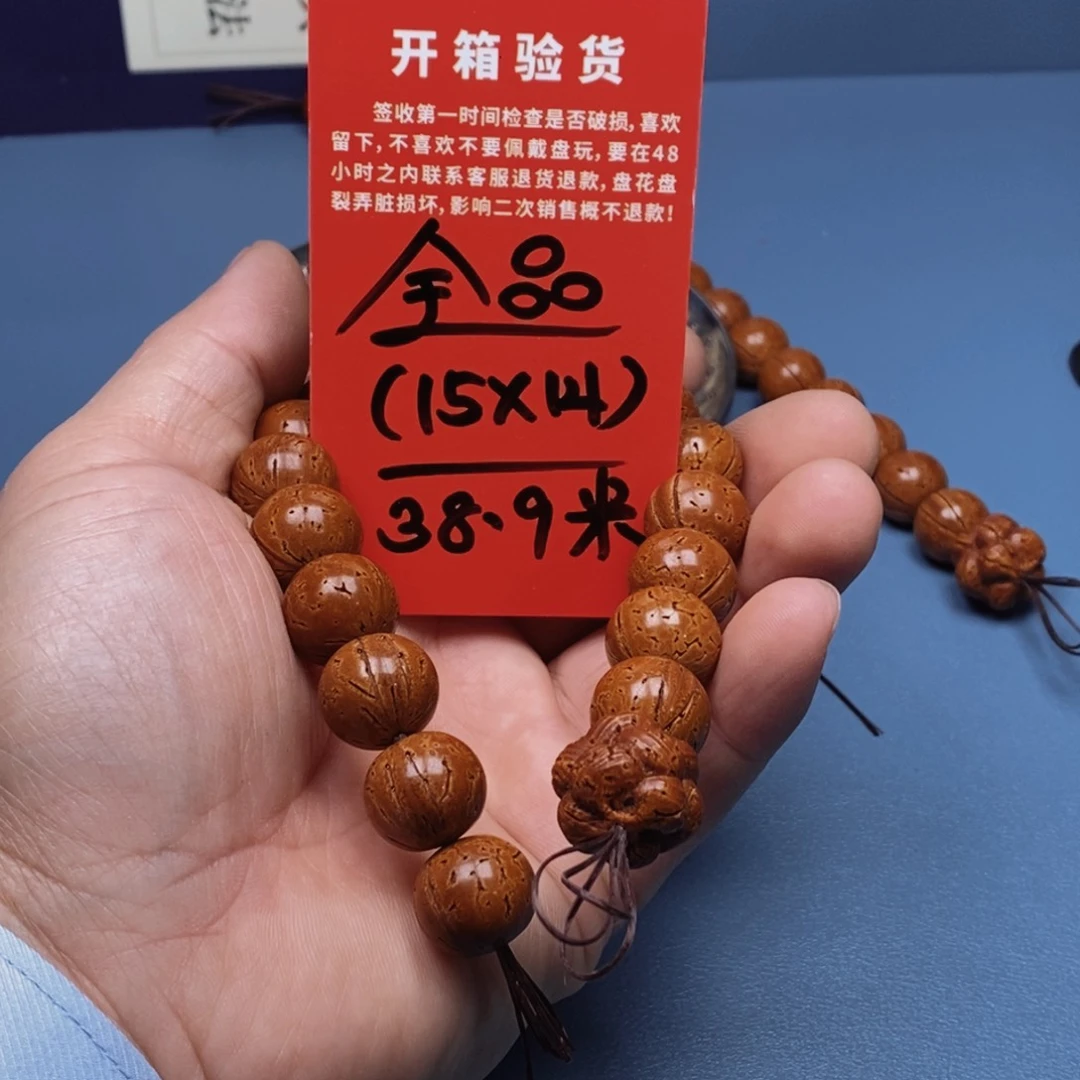 法
开箱验货
签收第一时间检查是否破损,喜欢
留下,不喜欢不要佩戴盘玩,要在48
小时之内联系客服退货退款,盘花盘
裂弄脏损坏,影响二次销售概不退款!
全品
(15X14)
38.9米